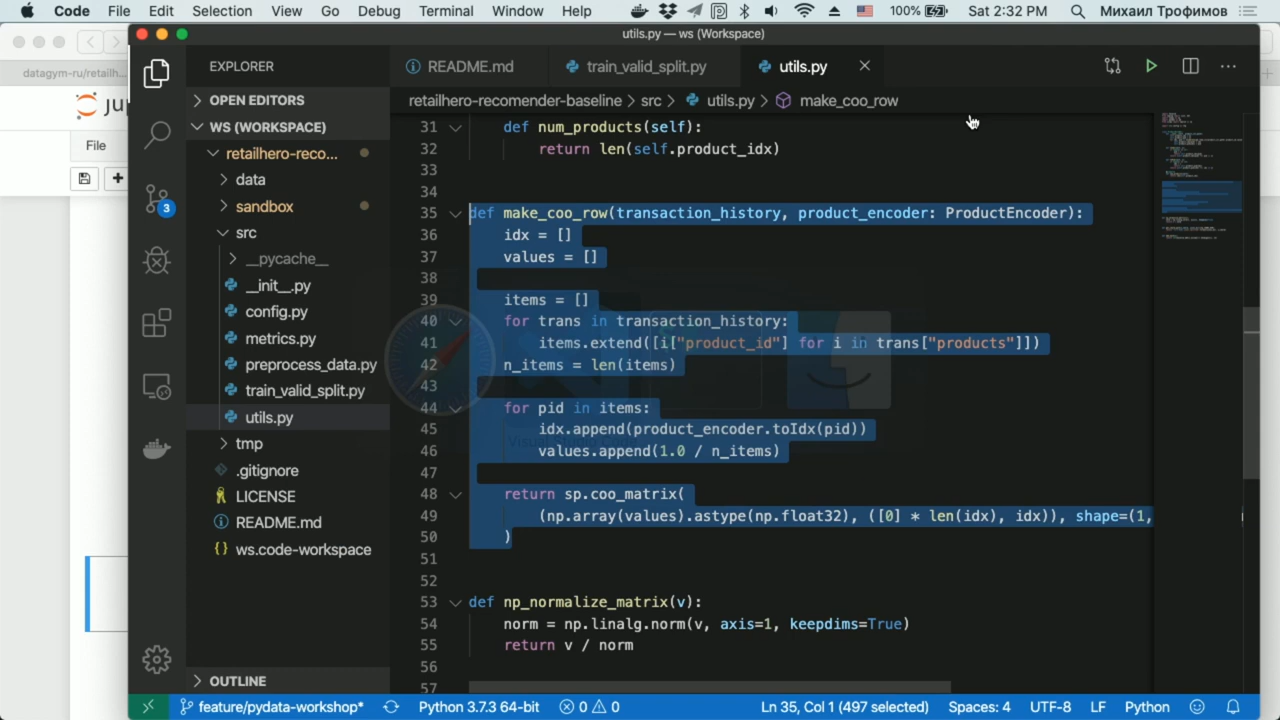 Code File Edit Selection View Go Debug Terminal Window Help 100% Sat 2:32 PM Михаил Трофимов
utils.py — ws (Workspace)
datagym-ru/retailh...
File
EXPLORER
OPEN EDITORS
WS (WORKSPACE)
retailhero-reco...
data
sandbox
src
__pycache__
__init__.py
config.py
metrics.py
preprocess_data.py
train_valid_split.py
utils.py
tmp
.gitignore
LICENSE
README.md
ws.code-workspace
OUTLINE
3
README.md train_valid_split.py utils.py
retailhero-recomender-baseline > src > utils.py > make_coo_row
31 def num_products(self):
32 return len(self.product_idx)
33
34
35 def make_coo_row(transaction_history, product_encoder: ProductEncoder):
36 idx = []
37 values = []
38
39 items = []
40 for trans in transaction_history:
41 items.extend([i["product_id"] for i in trans["products"]])
42 n_items = len(items)
43
44 for pid in items:
45 idx.append(product_encoder.toIdx(pid))
46 values.append(1.0 / n_items)
47
48 return sp.coo_matrix(
49 (np.array(values).astype(np.float32), ([0] * len(idx), idx)), shape=(1,
50 )
51
52
53 def np_normalize_matrix(v):
54 norm = np.linalg.norm(v, axis=1, keepdims=True)
55 return v / norm
56
57
Visual Studio Code
feature/pydata-workshop* Python 3.7.3 64-bit 0 0 Ln 35, Col 1 (497 selected) Spaces: 4 UTF-8 LF Python